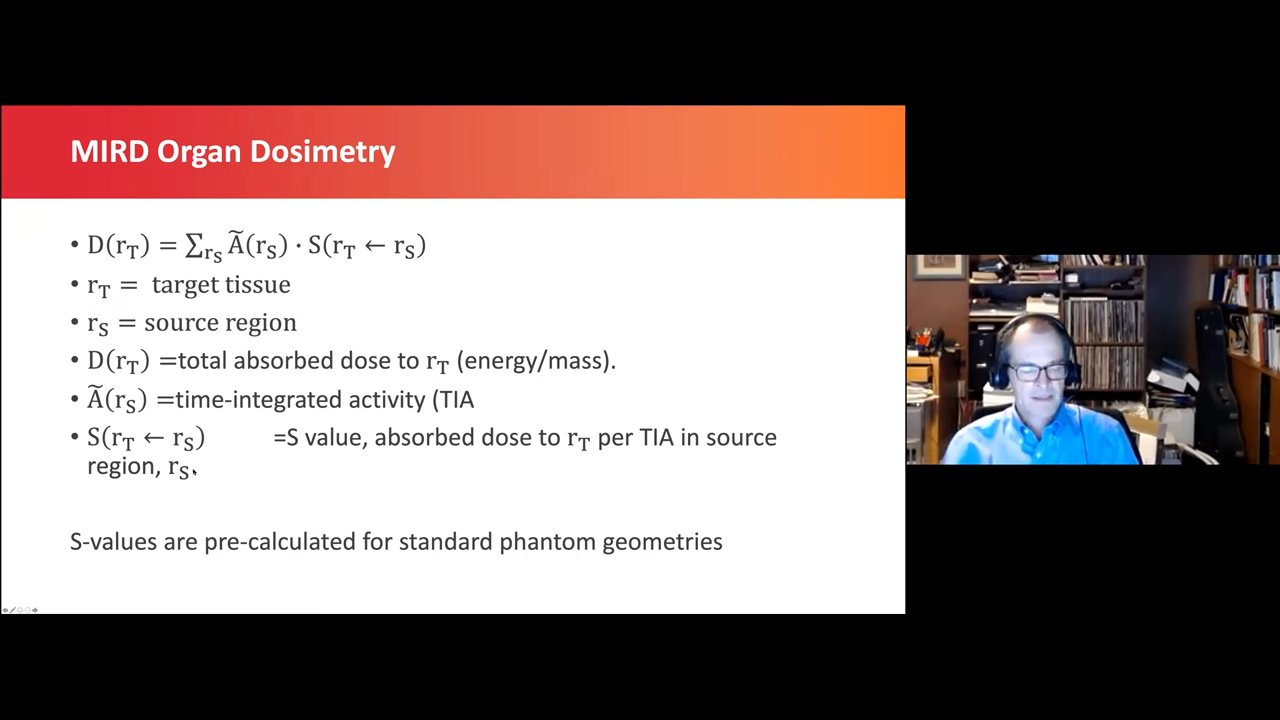 MIRD Organ Dosimetry
• D(r_T) = ∑_{r_S} Ã(r_S) · S(r_T ← r_S)
• r_T = target tissue
• r_S = source region
• D(r_T) =total absorbed dose to r_T (energy/mass).
• Ã(r_S) =time-integrated activity (TIA
• S(r_T ← r_S) =S value, absorbed dose to r_T per TIA in source
region, r_S.
S-values are pre-calculated for standard phantom geometries